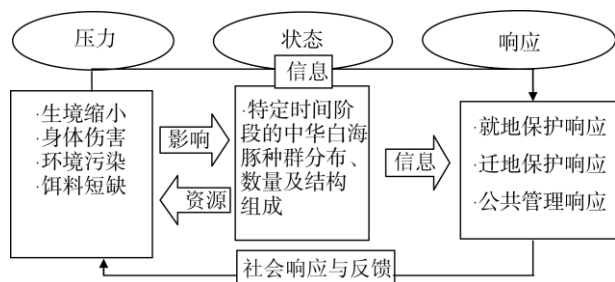 压力
状态
响应
信息
·生境缩小
·身体伤害
·环境污染
·饵料短缺
影响
资源
·特定时间阶
段的中华白海
豚种群分布、
数量及结构
组成
信息
·就地保护响应
·迁地保护响应
·公共管理响应
社会响应与反馈